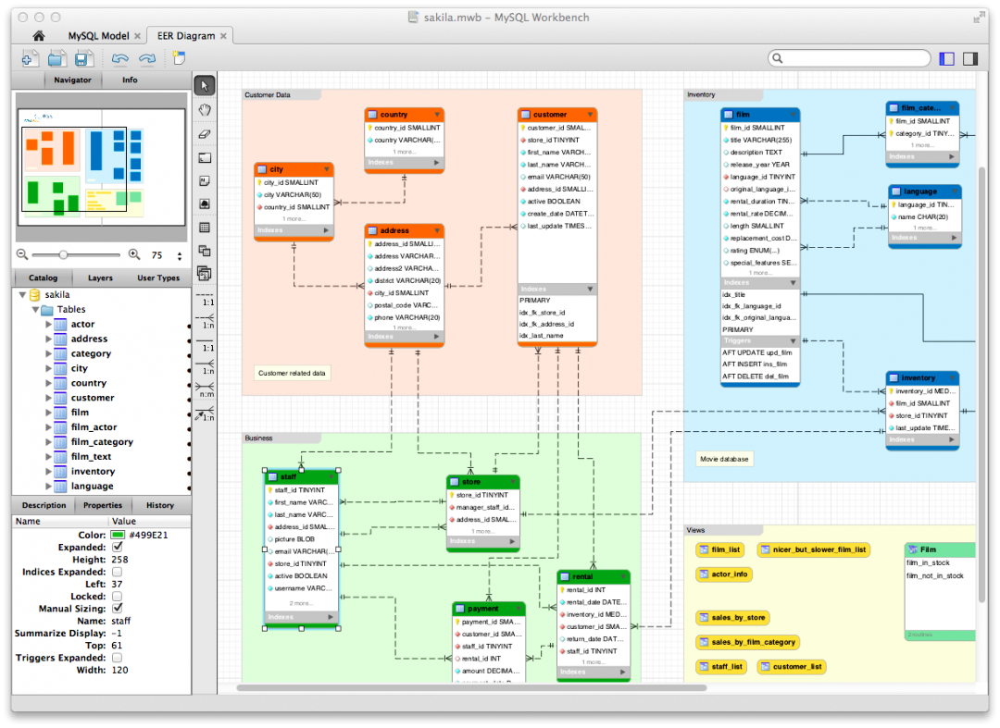 sakila.mwb - MySQL Workbench
MySQL Model
EER Diagram
Navigator
Info
75
Catalog
Layers
User Types
sakila
Tables
actor
address
category
city
country
customer
film
film_actor
film_category
film_text
inventory
language
Description
Properties
History
Name
Value
Color: #499E21
Expanded:
Height: 258
Indices Expanded:
Left: 37
Locked:
Manual Sizing:
Name: staff
Summarize Display: -1
Top: 61
Triggers Expanded:
Width: 120
1:1
1:n
1:1
1:n
n:m
1:n
Customer Data
country
country_id SMALLINT
country VARCHAR(...
1 more...
Indexes
city
city_id SMALLINT
city VARCHAR(50)
country_id SMALLINT
1 more...
Indexes
address
address_id SMALLI...
address VARCHAR...
address2 VARCHA...
district VARCHAR(20)
city_id SMALLINT
postal_code VARC...
phone VARCHAR(20)
1 more...
Indexes
customer
customer_id SMAL...
store_id TINYINT
first_name VARCH...
last_name VARCH...
email VARCHAR(50)
address_id SMALLI...
active BOOLEAN
create_date DATET...
last_update TIMES...
Indexes
PRIMARY
idx_fk_store_id
idx_fk_address_id
idx_last_name
Customer related data
Inventory
film
film_id SMALLINT
title VARCHAR(255)
description TEXT
release_year YEAR
language_id TINYINT
original_language_i...
rental_duration TIN...
rental_rate DECIM...
length SMALLINT
replacement_cost D...
rating ENUM(...)
special_features SE...
1 more...
Indexes
idx_title
idx_fk_language_id
idx_fk_original_langua...
PRIMARY
Triggers
AFT UPDATE upd_film
AFT INSERT ins_film
AFT DELETE del_film
film_cate...
film_id SMALLINT
category_id TINY...
1 more...
Indexes
language
language_id TIN...
name CHAR(20)
1 more...
Indexes
Inventory
inventory_id MED...
film_id SMALLINT
store_id TINYINT
last_update TIME...
Indexes
Movie database
Business
staff
staff_id TINYINT
first_name VARC...
last_name VARC...
address_id SMALL...
picture BLOB
email VARCHAR(...
store_id TINYINT
active BOOLEAN
username VARC...
2 more...
Indexes
store
store_id TINYINT
manager_staff_id...
address_id SMAL...
1 more...
Indexes
payment
payment_id SMA...
customer_id SMA...
staff_id TINYINT
rental_id INT
amount DECIMA...
rental
rental_id INT
rental_date DATE...
inventory_id MED...
customer_id SMA...
return_date DAT...
staff_id TINYINT
1 more...
Indexes
Views
film_list
nicer_but_slower_film_list
actor_info
sales_by_store
sales_by_film_category
staff_list
customer_list
Film
film_in_stock
film_not_in_stock
2 routines